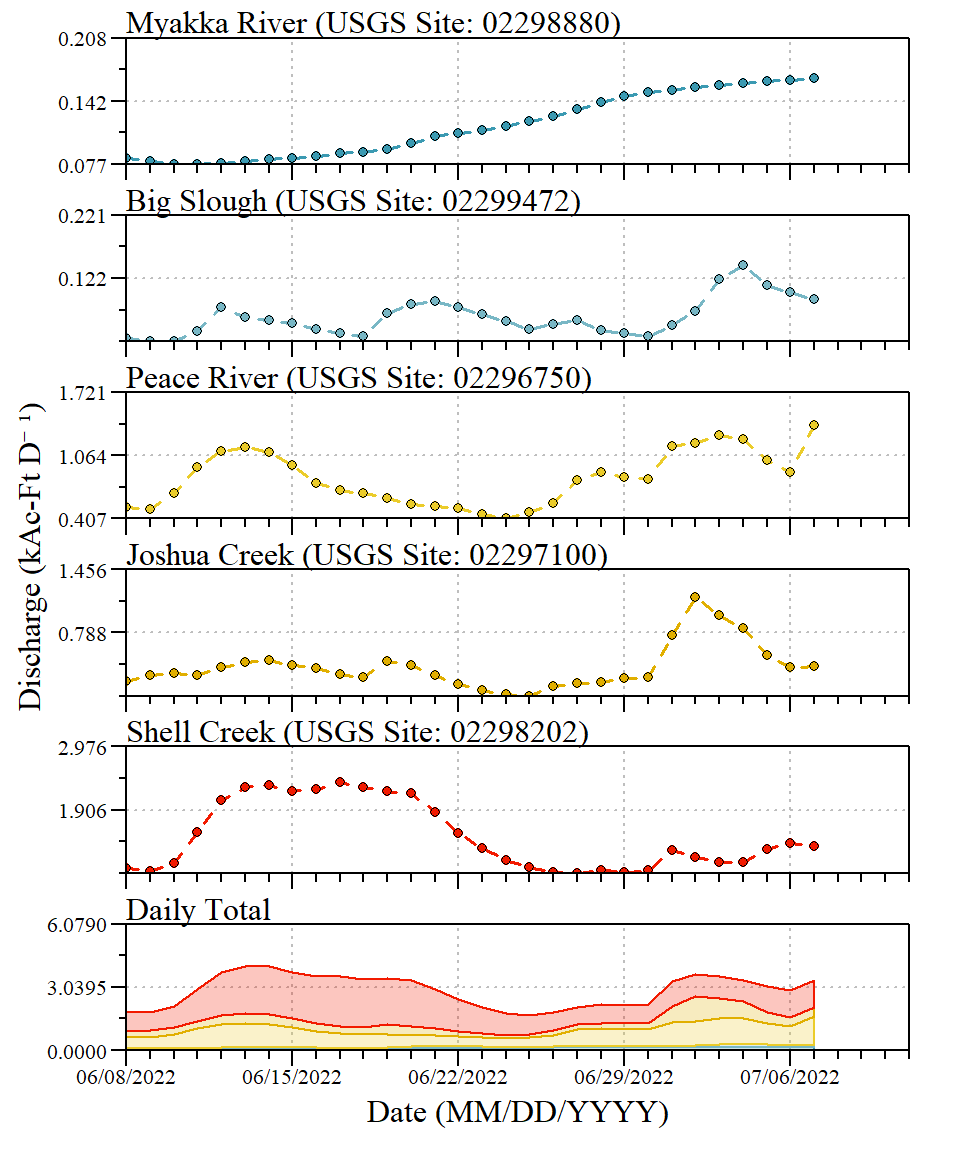 Myakka River (USGS Site: 02298880)
0.208
0.142
0.077
Big Slough (USGS Site: 02299472)
0.221
0.122
Peace River (USGS Site: 02296750)
1.721
1.064
0.407
Joshua Creek (USGS Site: 02297100)
1.456
0.788
Shell Creek (USGS Site: 02298202)
2.976
1.906
Daily Total
6.0790
3.0395
0.0000
Discharge (kAc-Ft D⁻¹)
06/08/2022 06/15/2022 06/22/2022 06/29/2022 07/06/2022
Date (MM/DD/YYYY)